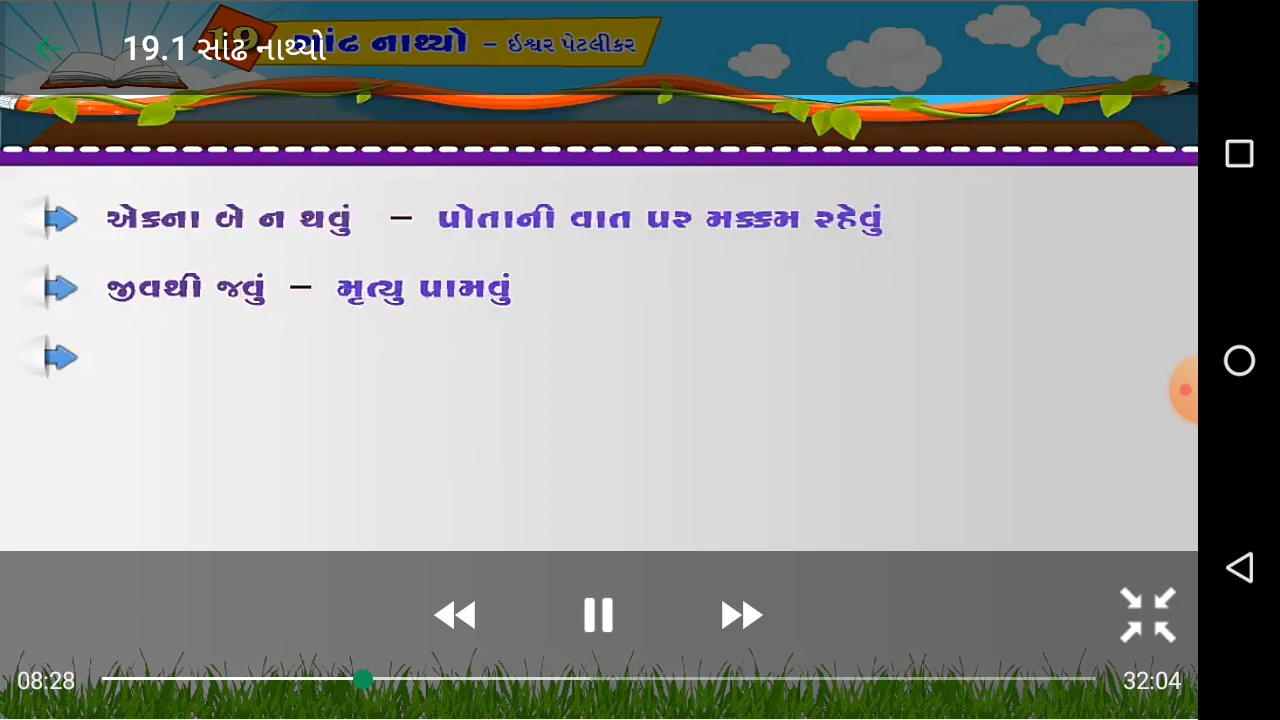 19.1 સાંઢ નાથ્યો
19 સાંઢ નાથ્યો – ઈશ્વર પેટલીકર
એકના બે ન થવું – પોતાની વાત પર મક્કમ રહેવું
જીવથી જવું – મૃત્યુ પામવું
08:28
32:04